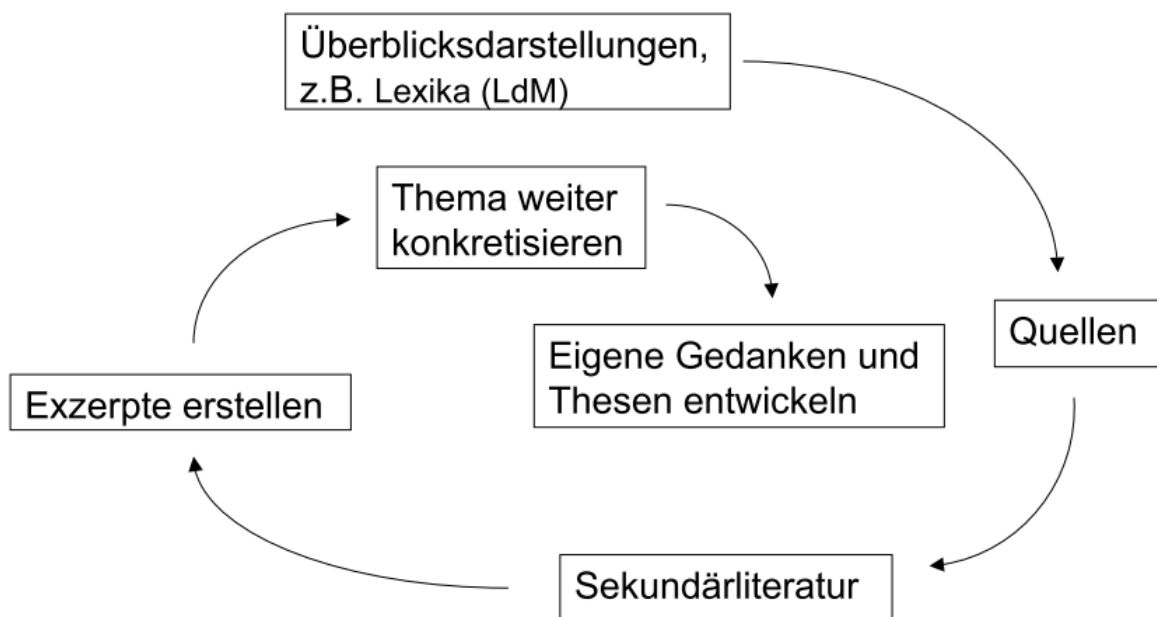 Überblicksdarstellungen,
z.B. Lexika (LdM)
Thema weiter
konkretisieren
Eigene Gedanken und
Thesen entwickeln
Quellen
Exzerpte erstellen
Sekundärliteratur